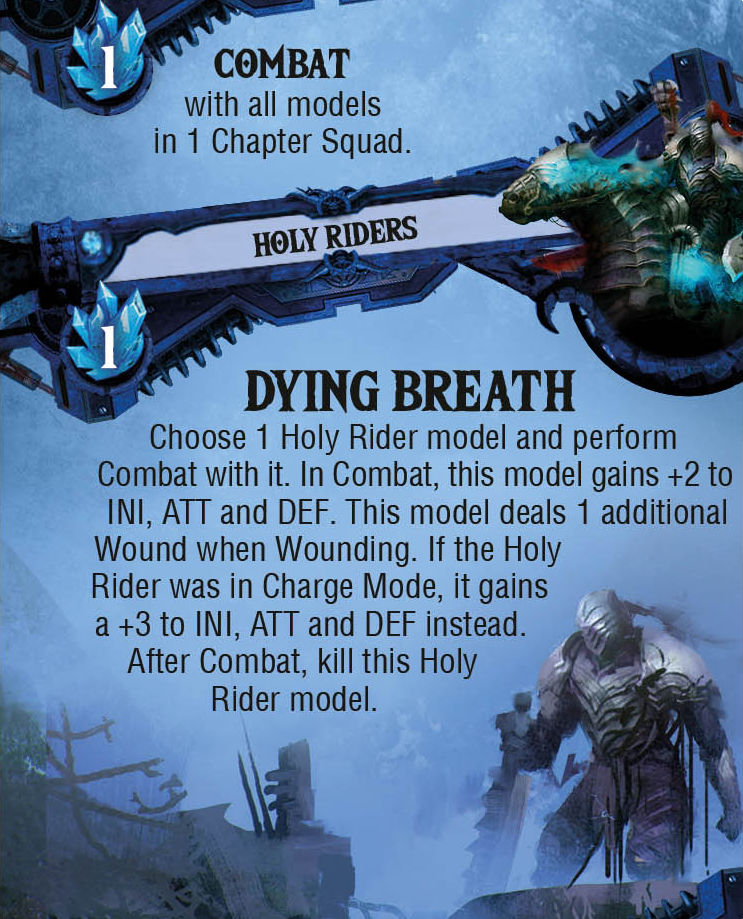 1
COMBAT
with all models
in 1 Chapter Squad.
HOLY RIDERS
1
DYING BREATH
Choose 1 Holy Rider model and perform
Combat with it. In Combat, this model gains +2 to
INI, ATT and DEF. This model deals 1 additional
Wound when Wounding. If the Holy
Rider was in Charge Mode, it gains
a +3 to INI, ATT and DEF instead.
After Combat, kill this Holy
Rider model.